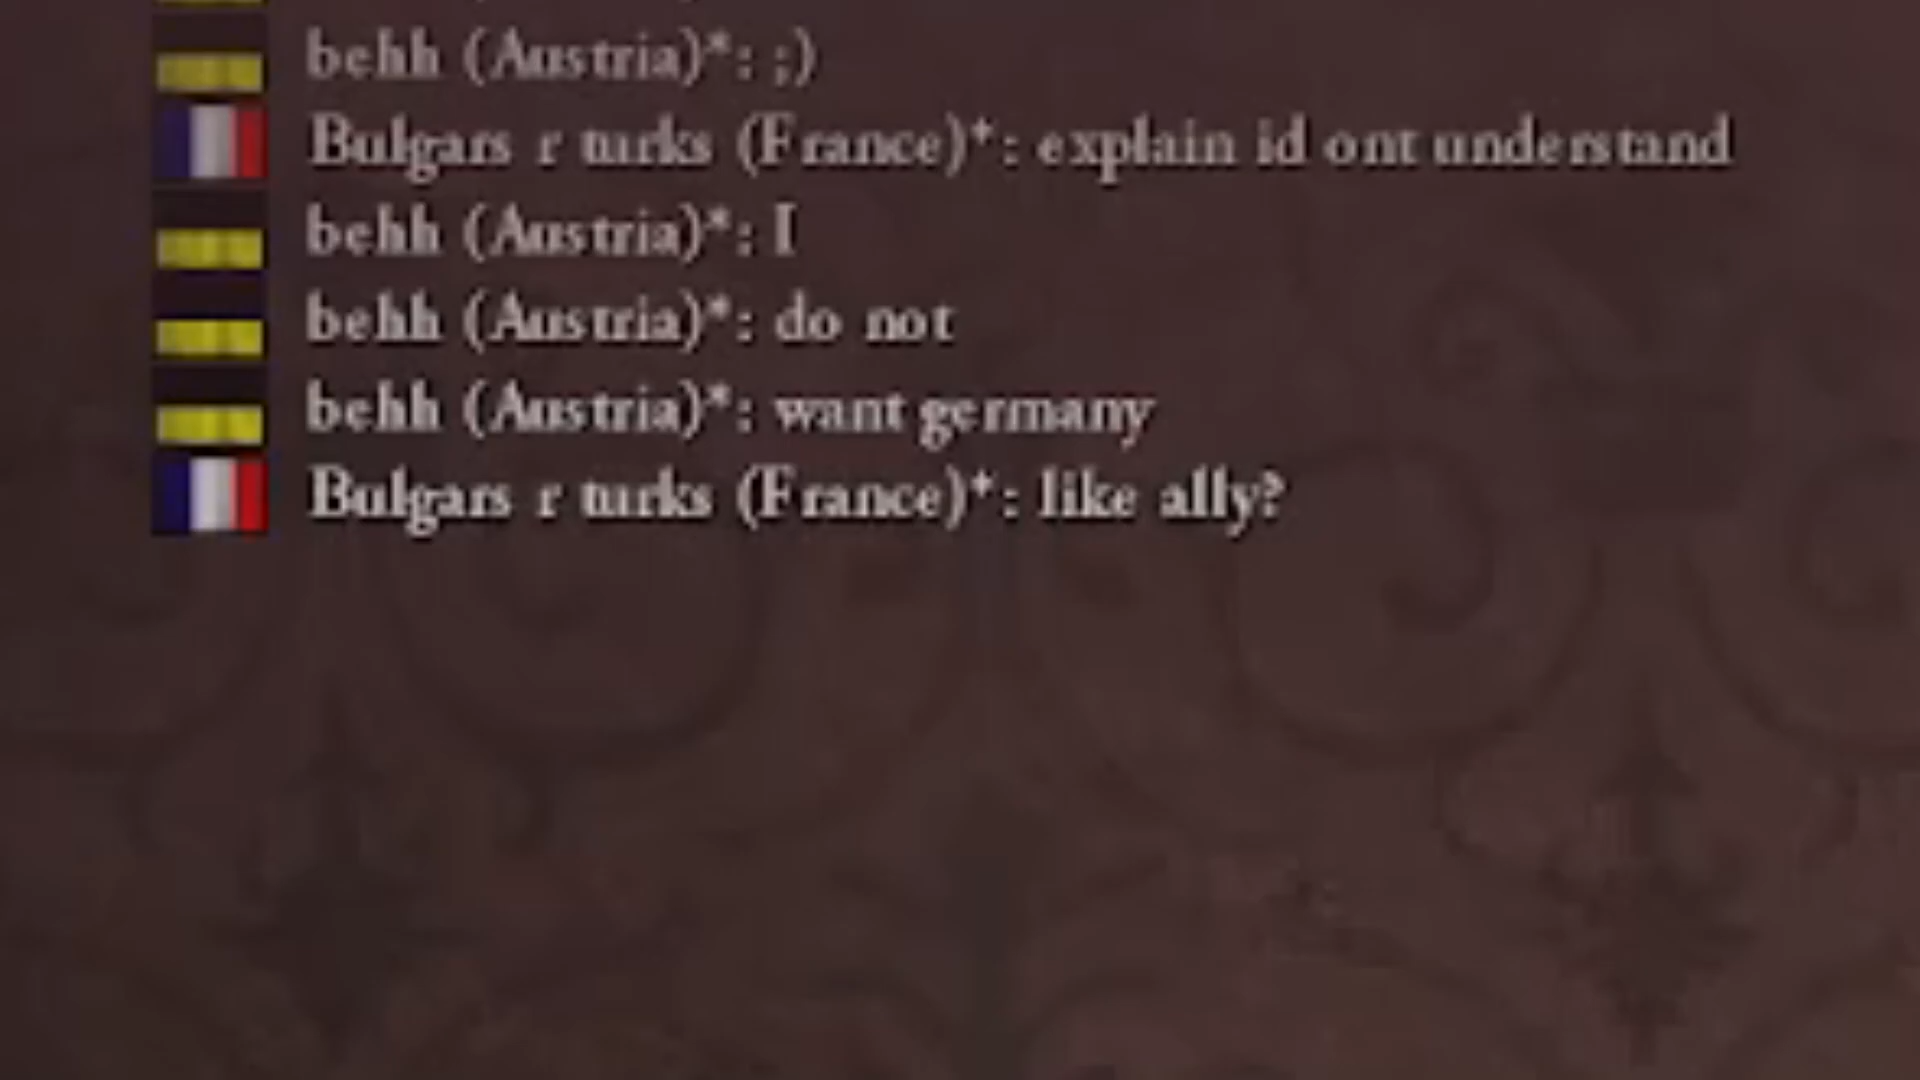 behh (Austria)*: ;)
Bulgars r turks (France)*: explain id ont understand
behh (Austria)*: I
behh (Austria)*: do not
behh (Austria)*: want germany
Bulgars r turks (France)*: like ally?